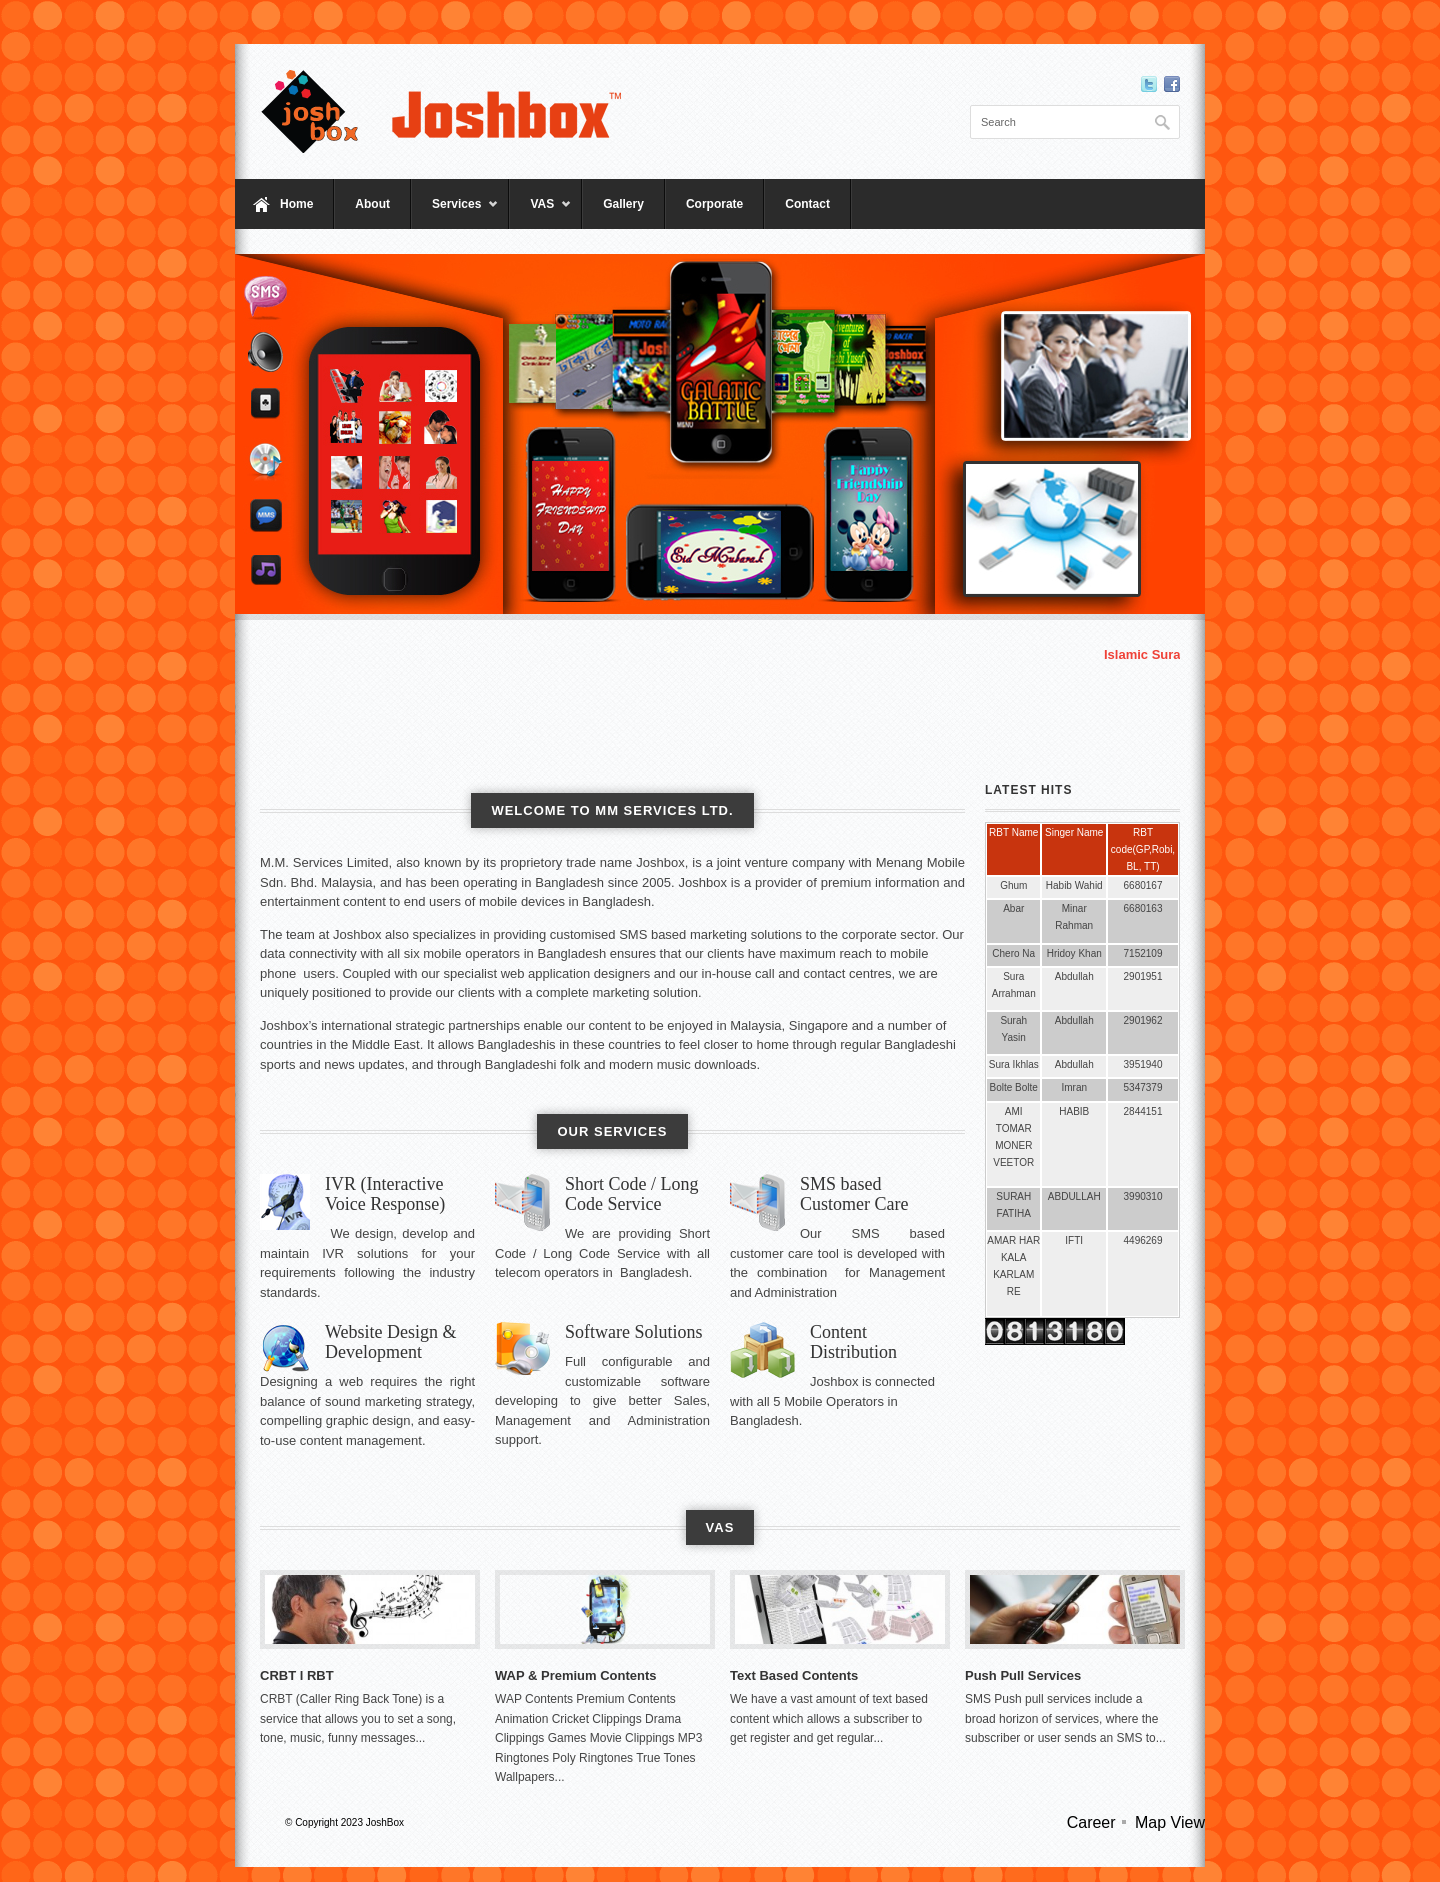 josh
box
Joshbox™
Search
Home
About
Services
VAS
Gallery
Corporate
Contact
SMS
MMS
One Day
Cricket
MOTO RAC
Josh
GALATIC
BATTLE
MENU
dventures
of
bi Yusof
RACER
Joshbox
HAPPY
FRIENDSHIP
DAY
Eid Mubarak
Happy
Friendship
Day
Islamic Sura
WELCOME TO MM SERVICES LTD.
M.M. Services Limited, also known by its proprietory trade name Joshbox, is a joint venture company with Menang Mobile
Sdn. Bhd. Malaysia, and has been operating in Bangladesh since 2005. Joshbox is a provider of premium information and
entertainment content to end users of mobile devices in Bangladesh.
The team at Joshbox also specializes in providing customised SMS based marketing solutions to the corporate sector. Our
data connectivity with all six mobile operators in Bangladesh ensures that our clients have maximum reach to mobile
phone  users. Coupled with our specialist web application designers and our in-house call and contact centres, we are
uniquely positioned to provide our clients with a complete marketing solution.
Joshbox's international strategic partnerships enable our content to be enjoyed in Malaysia, Singapore and a number of
countries in the Middle East. It allows Bangladeshis in these countries to feel closer to home through regular Bangladeshi
sports and news updates, and through Bangladeshi folk and modern music downloads.
OUR SERVICES
IVR
IVR (Interactive
Voice Response)
We design, develop and
maintain IVR solutions for your
requirements following the industry
standards.
Short Code / Long
Code Service
We are providing Short
Code / Long Code Service with all
telecom operators in  Bangladesh.
SMS based
Customer Care
Our SMS based
customer care tool is developed with
the combination  for Management
and Administration
Website Design &
Development
Designing a web requires the right
balance of sound marketing strategy,
compelling graphic design, and easy-
to-use content management.
Software Solutions
Full configurable and
customizable software
developing to give better Sales,
Management and Administration
support.
Content
Distribution
Joshbox is connected
with all 5 Mobile Operators in
Bangladesh.
LATEST HITS
RBT Name Singer Name RBT
code(GP,Robi,
BL, TT)
Ghum Habib Wahid 6680167
Abar Minar 6680163
Rahman
Chero Na Hridoy Khan 7152109
Sura Abdullah 2901951
Arrahman
Surah Abdullah 2901962
Yasin
Sura Ikhlas Abdullah 3951940
Bolte Bolte Imran 5347379
AMI HABIB 2844151
TOMAR
MONER
VEETOR
SURAH ABDULLAH 3990310
FATIHA
AMAR HAR IFTI 4496269
KALA
KARLAM
RE
0813180
VAS
CRBT I RBT
CRBT (Caller Ring Back Tone) is a
service that allows you to set a song,
tone, music, funny messages...
WAP & Premium Contents
WAP Contents Premium Contents
Animation Cricket Clippings Drama
Clippings Games Movie Clippings MP3
Ringtones Poly Ringtones True Tones
Wallpapers...
Text Based Contents
We have a vast amount of text based
content which allows a subscriber to
get register and get regular...
Push Pull Services
SMS Push pull services include a
broad horizon of services, where the
subscriber or user sends an SMS to...
© Copyright 2023 JoshBox
Career
Map View